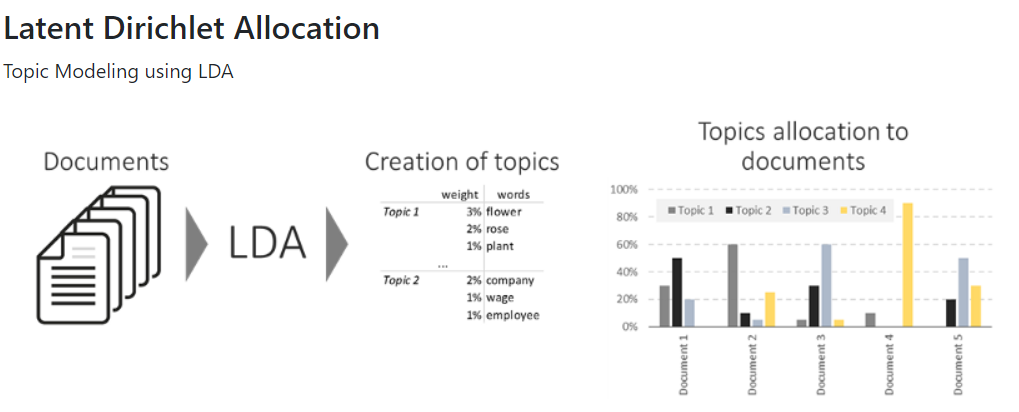 Latent Dirichlet Allocation
Topic Modeling using LDA
Documents
LDA
Creation of topics
weight words
Topic 1 3% flower
2% rose
1% plant
...
Topic 2 2% company
1% wage
1% employee
Topics allocation to
documents
100%
80%
60%
40%
20%
0%
Topic 1 Topic 2 Topic 3 Topic 4
Document 1
Document 2
Document 3
Document 4
Document 5